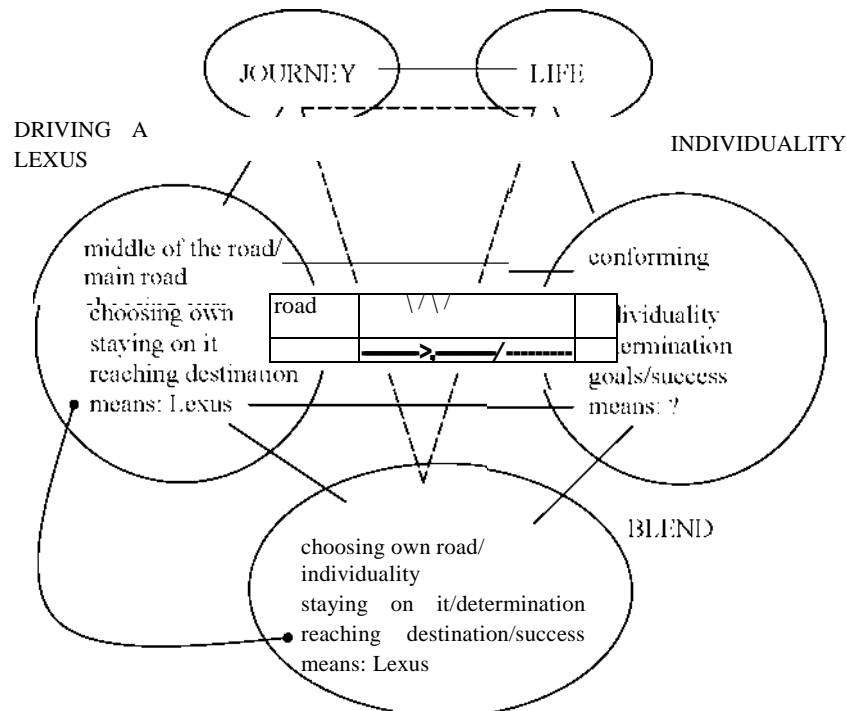 JOURNEY
LIFE
DRIVING A
LEXUS
INDIVIDUALITY
middle of the road/
main road
choosing own
road
staying on it
reaching destination
means: Lexus
conforming
goals/success
means: ?
BLEND
choosing own road/
individuality
staying on it/determination
reaching destination/success
means: Lexus